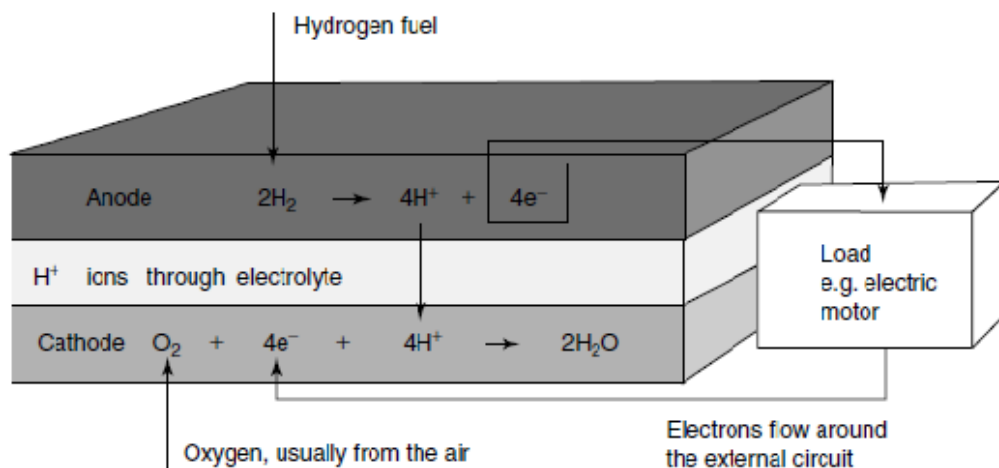 Hydrogen fuel
Anode 2H₂ → 4H⁺ + 4e⁻
H⁺ ions through electrolyte
Cathode O₂ + 4e⁻ + 4H⁺ → 2H₂O
Load
e.g. electric
motor
Oxygen, usually from the air
Electrons flow around
the external circuit